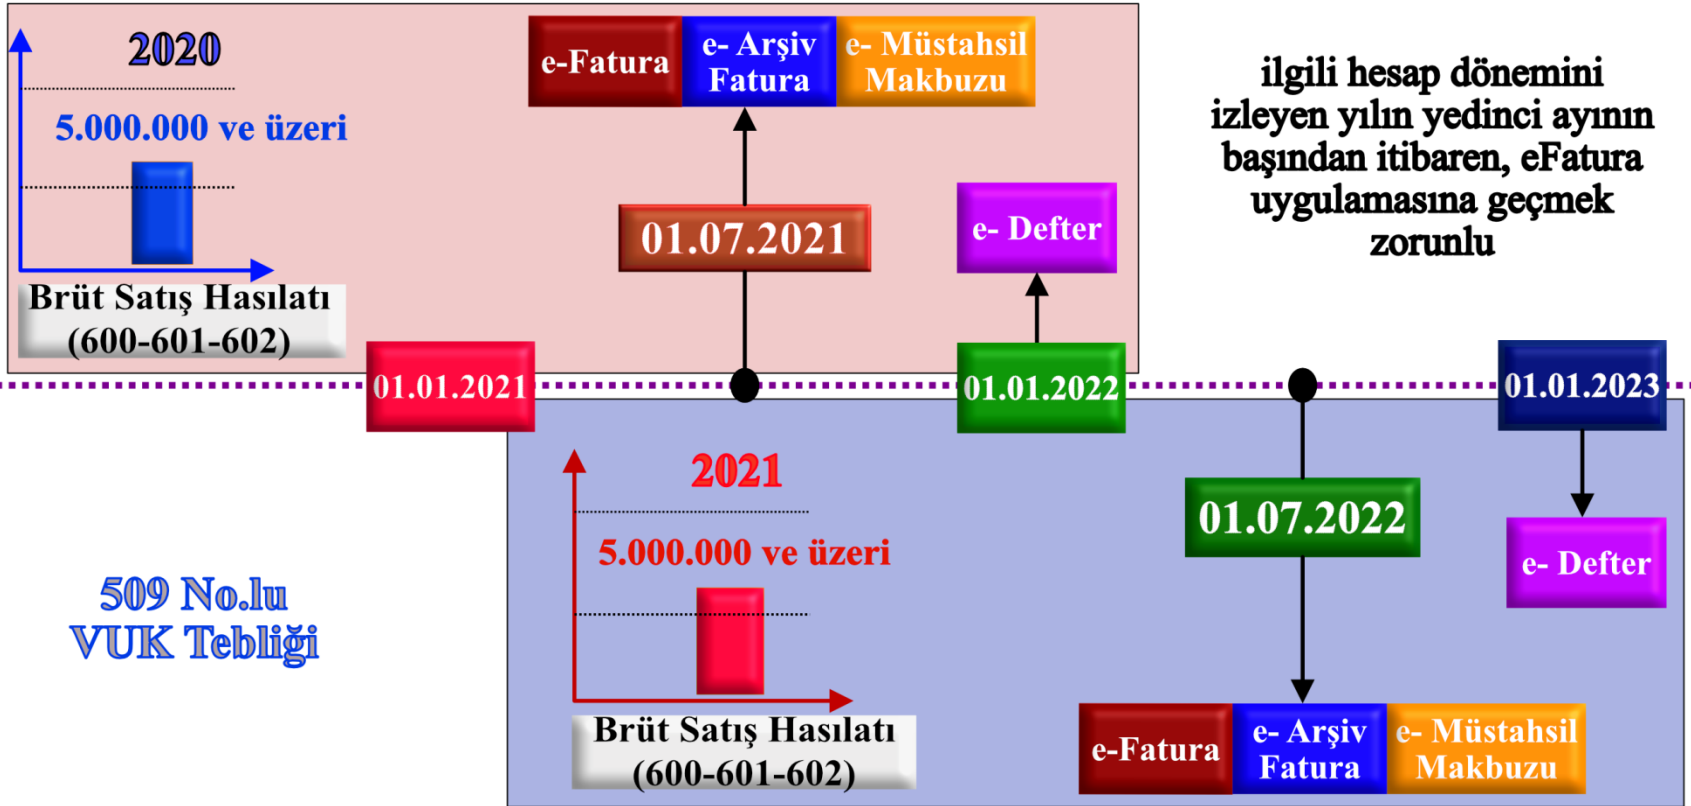 2020
5.000.000 ve üzeri
Brüt Satış Hasılatı
(600-601-602)
e-Fatura
e- Arşiv
Fatura
e- Müstahsil
Makbuzu
01.07.2021
e- Defter
ilgili hesap dönemini
izleyen yılın yedinci ayının
başından itibaren, eFatura
uygulamasına geçmek
zorunlu
01.01.2021
01.01.2022
01.01.2023
509 No.lu
VUK Tebliği
2021
5.000.000 ve üzeri
Brüt Satış Hasılatı
(600-601-602)
01.07.2022
e- Defter
e-Fatura
e- Arşiv
Fatura
e- Müstahsil
Makbuzu